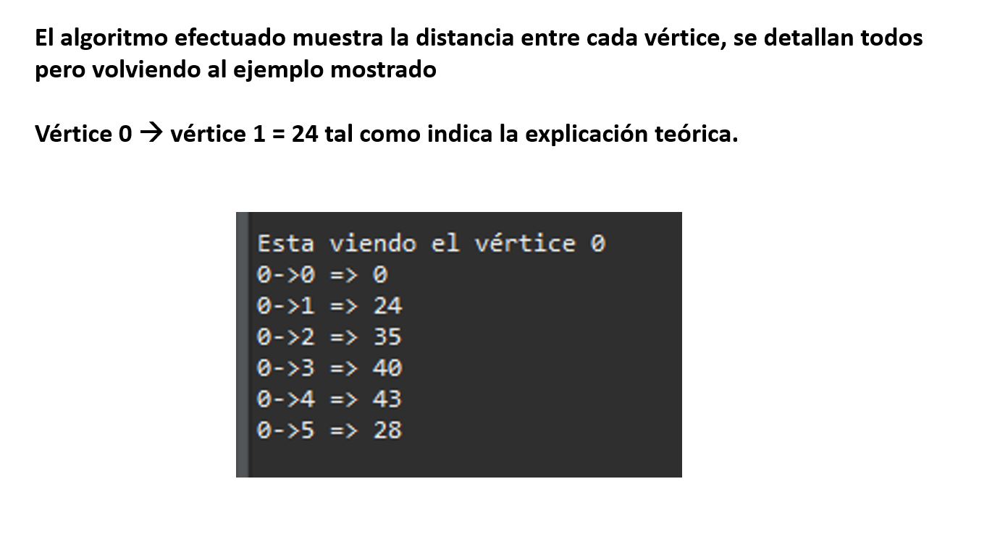 El algoritmo efectuado muestra la distancia entre cada vértice, se detallan todos
pero volviendo al ejemplo mostrado
Vértice 0 → vértice 1 = 24 tal como indica la explicación teórica.
Esta viendo el vértice 0
0->0 => 0
0->1 => 24
0->2 => 35
0->3 => 40
0->4 => 43
0->5 => 28